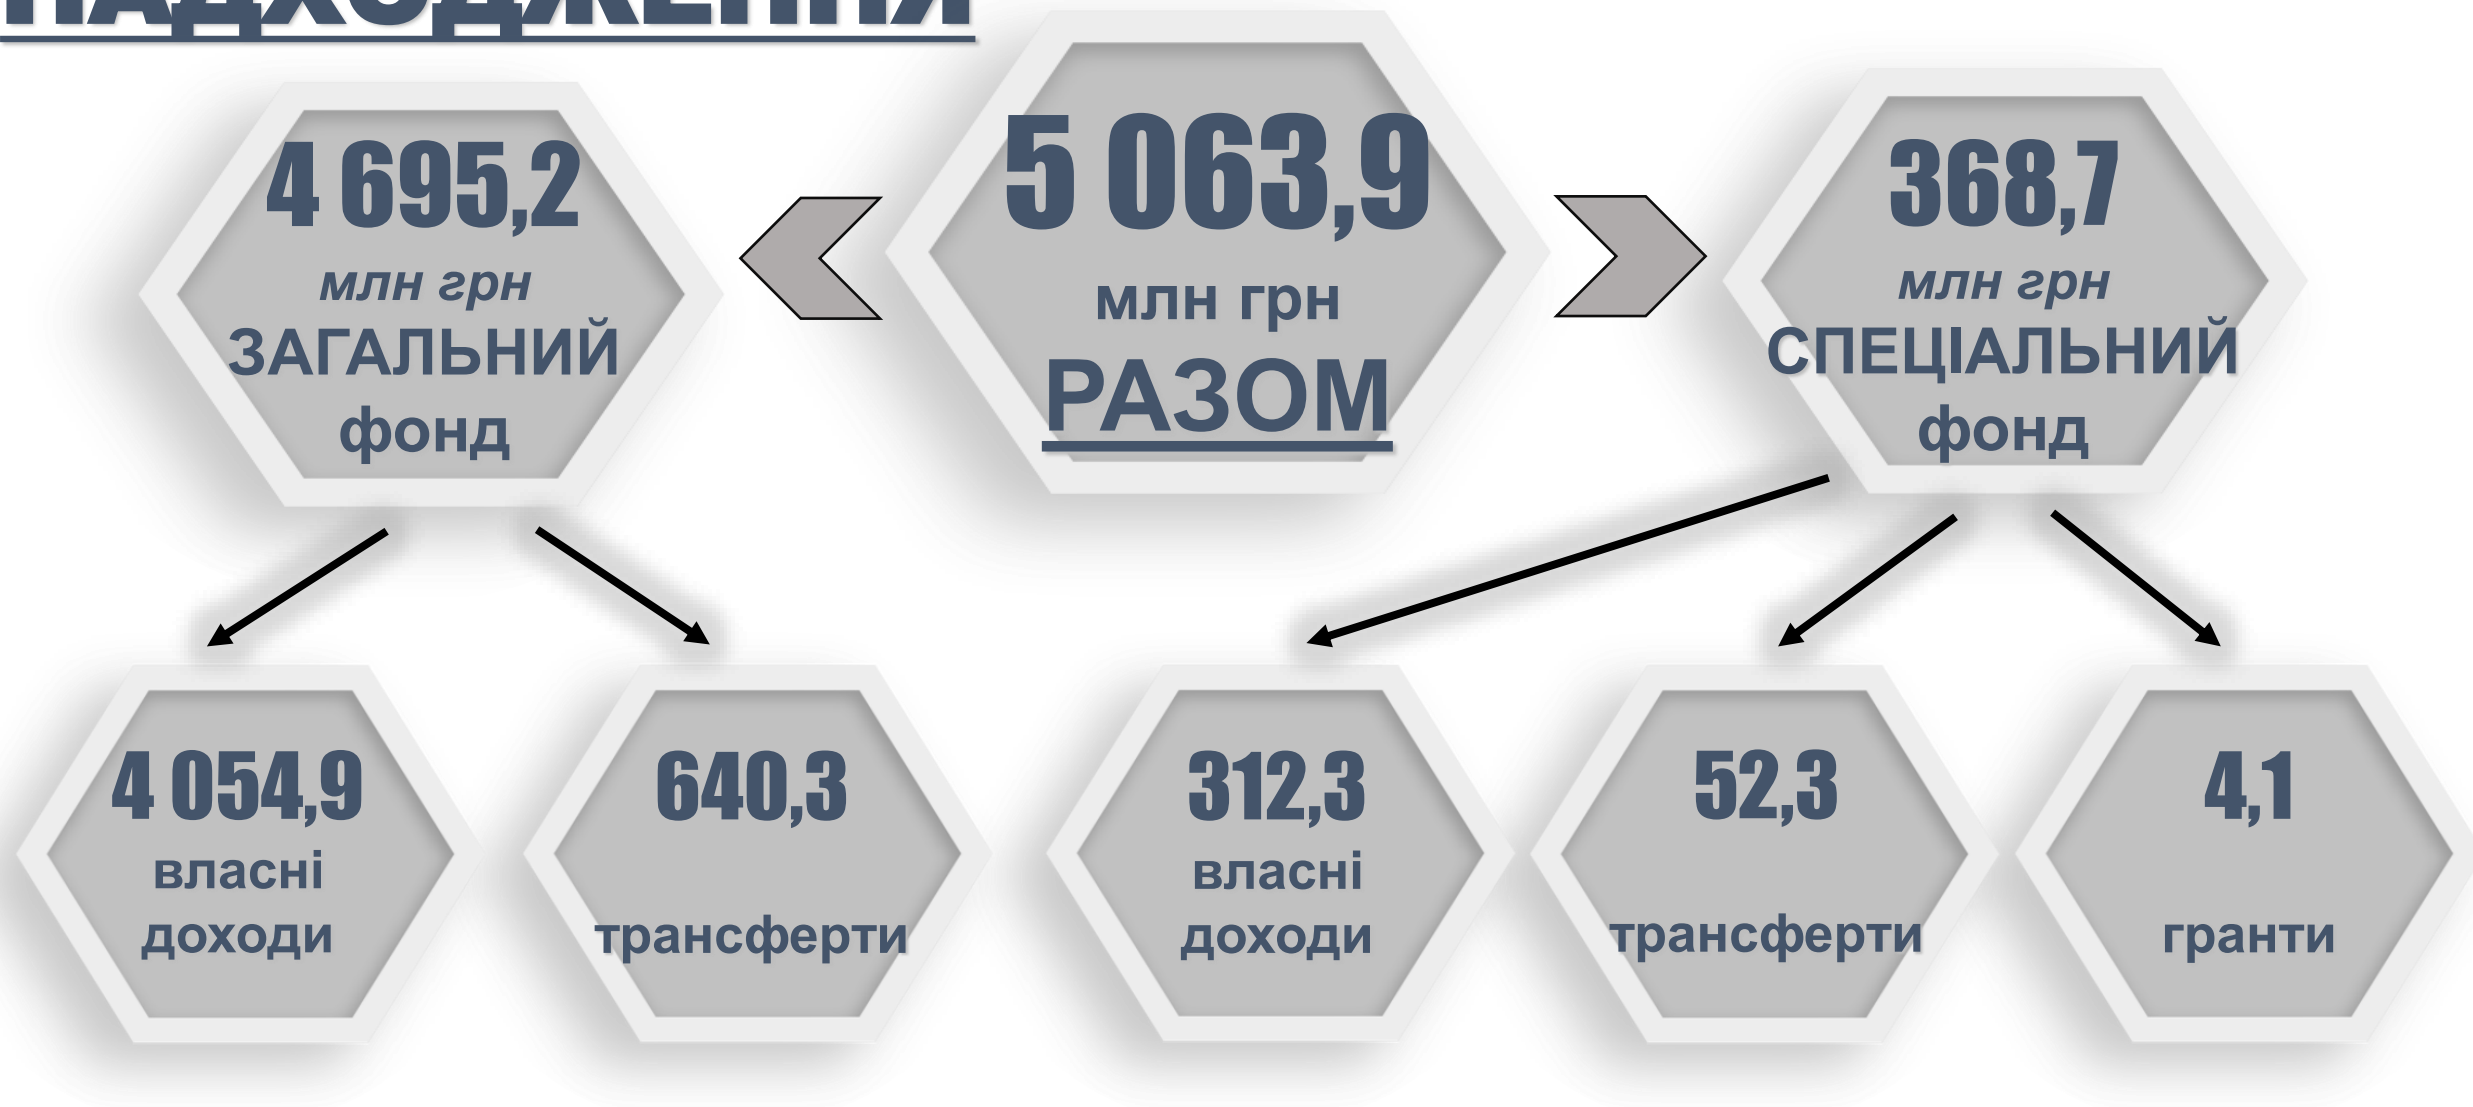 НАДХОДЖЕННЯ
4 695,2
млн грн
ЗАГАЛЬНИЙ
фонд
5 063,9
млн грн
РАЗОМ
368,7
млн грн
СПЕЦІАЛЬНИЙ
фонд
4 054,9
власні
доходи
640,3
трансферти
312,3
власні
доходи
52,3
трансферти
4,1
гранти